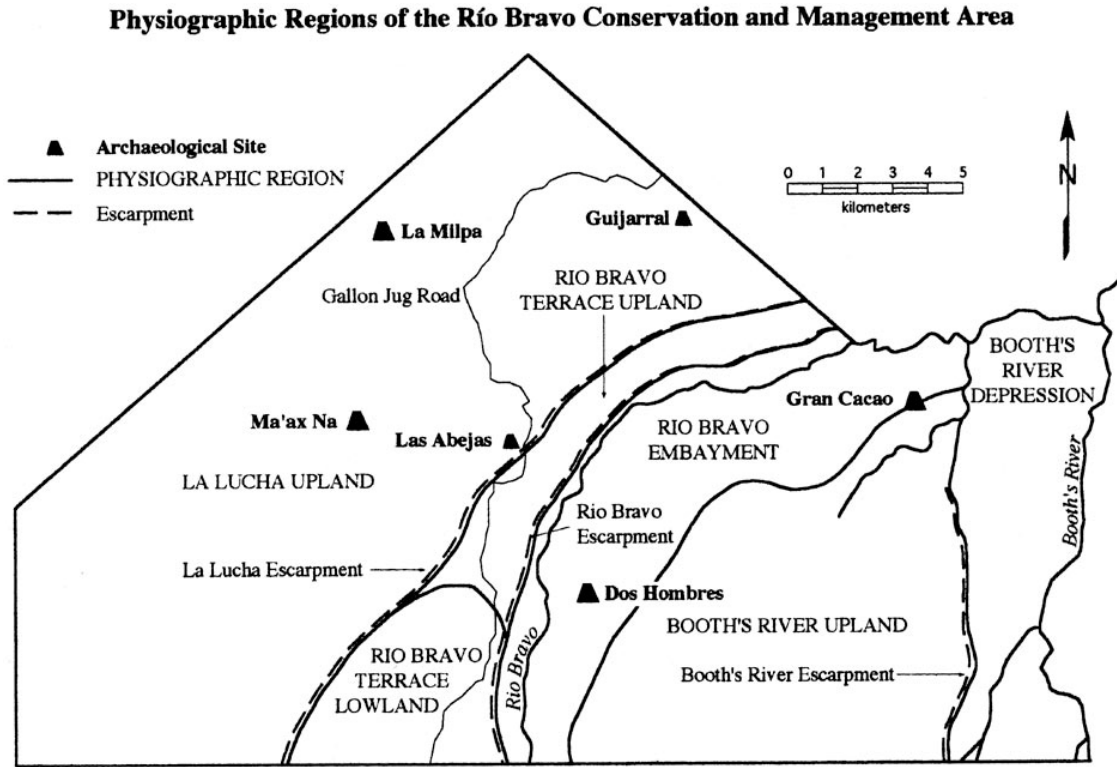 Physiographic Regions of the Río Bravo Conservation and Management Area
Archaeological Site
PHYSIOGRAPHIC REGION
Escarpment
0 1 2 3 4 5
kilometers
N
La Milpa
Guijarral
Gallon Jug Road
RIO BRAVO
TERRACE UPLAND
BOOTH'S
RIVER
DEPRESSION
Gran Cacao
Ma'ax Na
Las Abejas
RIO BRAVO
EMBAYMENT
LA LUCHA UPLAND
Booth's River
Rio Bravo
Escarpment
La Lucha Escarpment
Dos Hombres
BOOTH'S RIVER UPLAND
RIO BRAVO
TERRACE
LOWLAND
Rio Bravo
Booth's River Escarpment